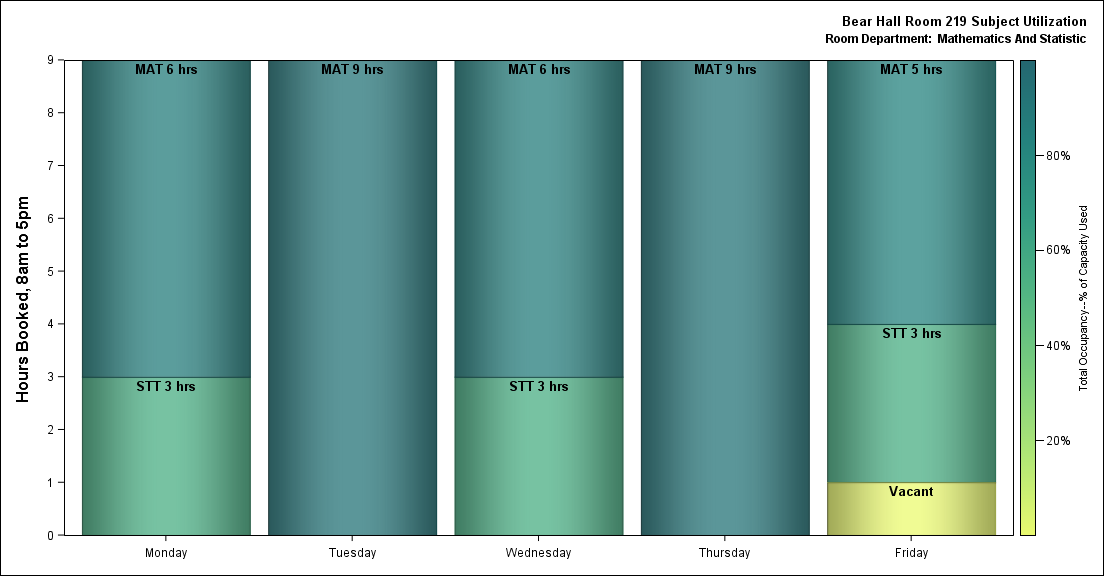 Bear Hall Room 219 Subject Utilization
Room Department: Mathematics And Statistic
Hours Booked, 8am to 5pm
9
8
7
6
5
4
3
2
1
0
MAT 6 hrs
STT 3 hrs
MAT 9 hrs
MAT 6 hrs
STT 3 hrs
MAT 9 hrs
MAT 5 hrs
STT 3 hrs
Vacant
Monday
Tuesday
Wednesday
Thursday
Friday
80%
60%
40%
20%
Total Occupancy--% of Capacity Used